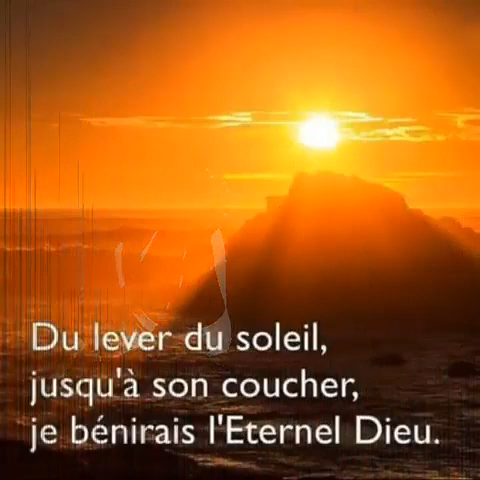 Du lever du soleil,
jusqu'à son coucher,
je bénirais l'Eternel Dieu.